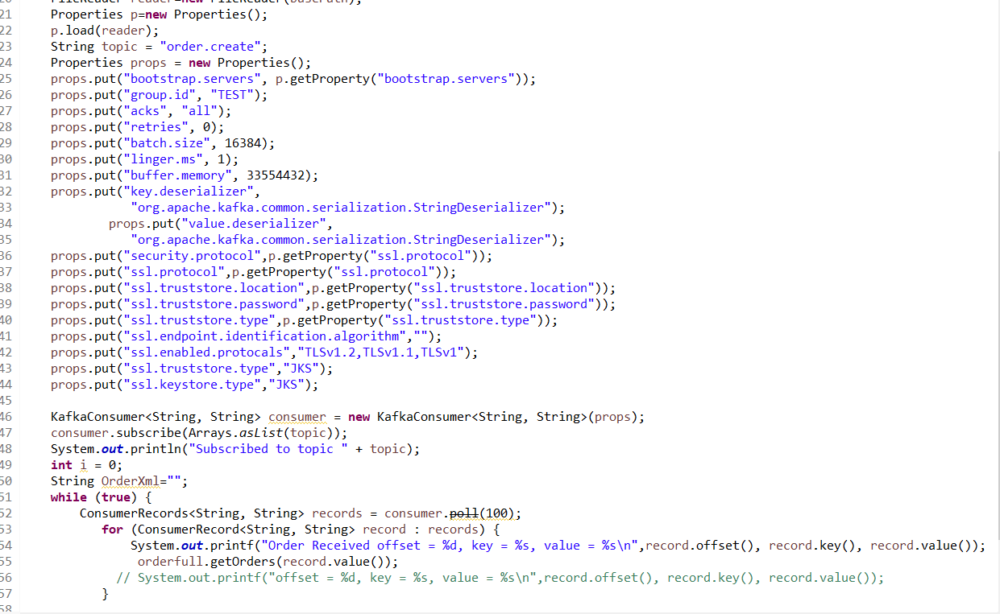 21 Properties p=new Properties();
22 p.load(reader);
23 String topic = "order.create";
24 Properties props = new Properties();
25 props.put("bootstrap.servers", p.getProperty("bootstrap.servers"));
26 props.put("group.id", "TEST");
27 props.put("acks", "all");
28 props.put("retries", 0);
29 props.put("batch.size", 16384);
30 props.put("linger.ms", 1);
31 props.put("buffer.memory", 33554432);
32 props.put("key.deserializer",
33 "org.apache.kafka.common.serialization.StringDeserializer");
34 props.put("value.deserializer",
35 "org.apache.kafka.common.serialization.StringDeserializer");
36 props.put("security.protocol",p.getProperty("ssl.protocol"));
37 props.put("ssl.protocol",p.getProperty("ssl.protocol"));
38 props.put("ssl.truststore.location",p.getProperty("ssl.truststore.location"));
39 props.put("ssl.truststore.password",p.getProperty("ssl.truststore.password"));
40 props.put("ssl.truststore.type",p.getProperty("ssl.truststore.type"));
41 props.put("ssl.endpoint.identification.algorithm","");
42 props.put("ssl.enabled.protocals","TLSv1.2,TLSv1.1,TLSv1");
43 props.put("ssl.truststore.type","JKS");
44 props.put("ssl.keystore.type","JKS");
45
46 KafkaConsumer<String, String> consumer = new KafkaConsumer<String, String>(props);
47 consumer.subscribe(Arrays.asList(topic));
48 System.out.println("Subscribed to topic " + topic);
49 int i = 0;
50 String OrderXml="";
51 while (true) {
52 ConsumerRecords<String, String> records = consumer.poll(100);
53 for (ConsumerRecord<String, String> record : records) {
54 System.out.printf("Order Received offset = %d, key = %s, value = %s\n",record.offset(), record.key(), record.value());
55 orderfull.getOrders(record.value());
56 // System.out.printf("offset = %d, key = %s, value = %s\n",record.offset(), record.key(), record.value());
57 }
58